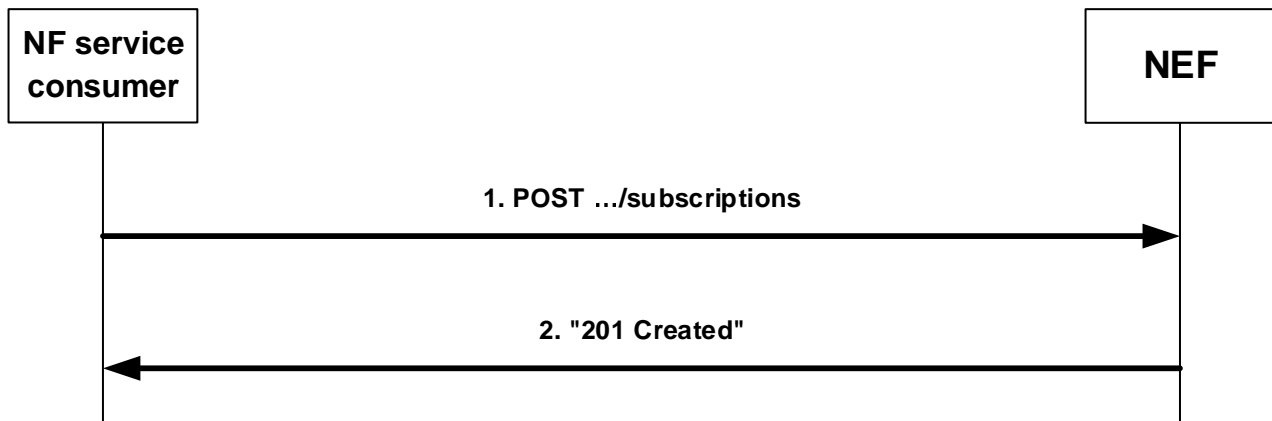 NF service
consumer
NEF
1. POST .../subscriptions
2. "201 Created"